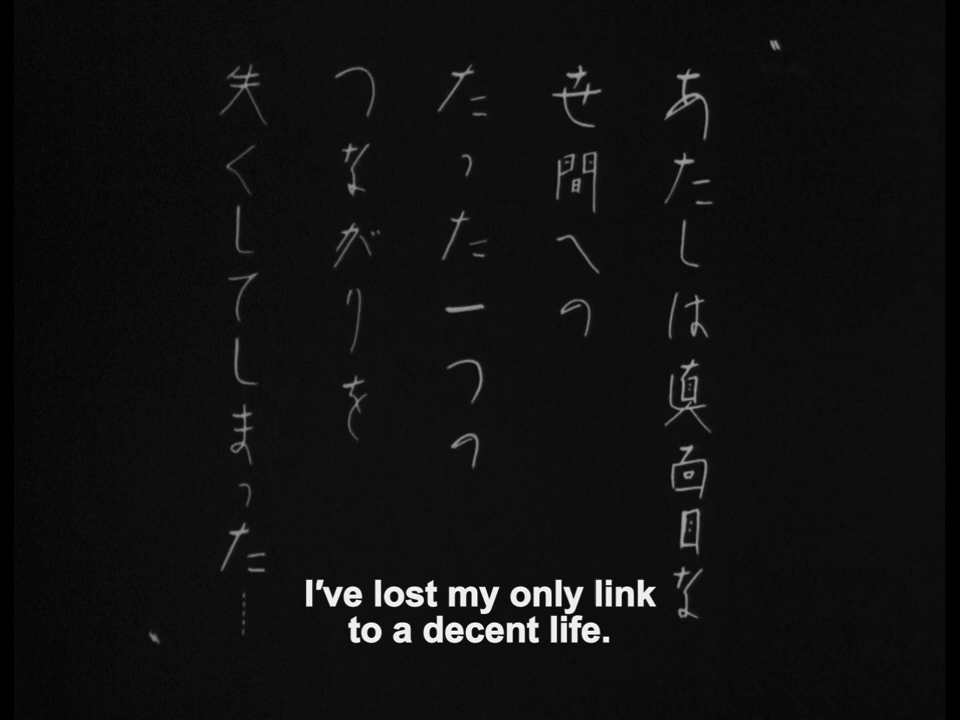 〝
あたしは真面目な
世間への
たった一つの
つながりを
失くしてしまった……
〟
I've lost my only link
to a decent life.